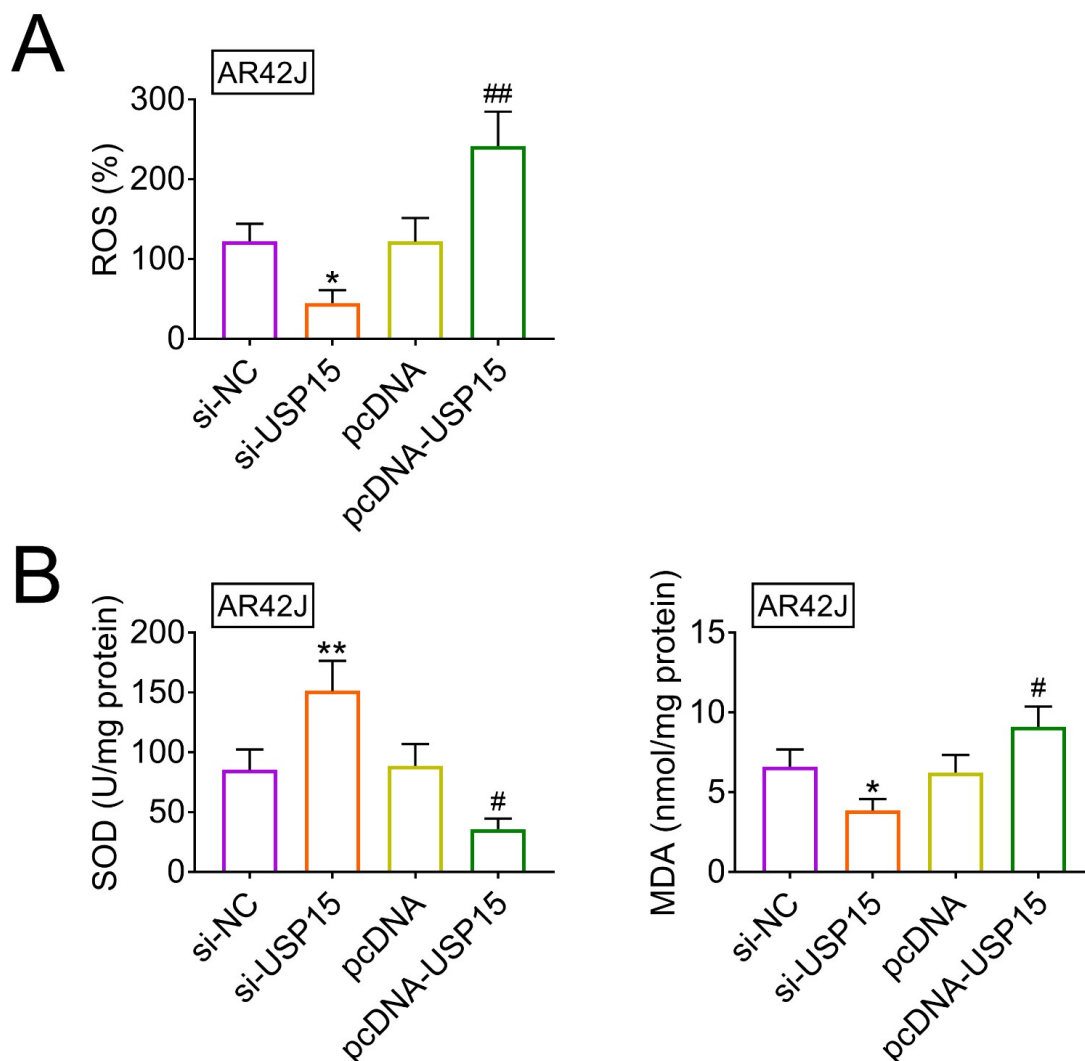 A
AR42J
ROS (%)
300
200
100
0
##
*
si-NC
si-USP15
pcDNA
pcDNA-USP15
B
AR42J
SOD (U/mg protein)
200
150
100
50
0
**
#
si-NC
si-USP15
pcDNA
pcDNA-USP15
AR42J
MDA (nmol/mg protein)
15
10
5
0
*
#
si-NC
si-USP15
pcDNA
pcDNA-USP15